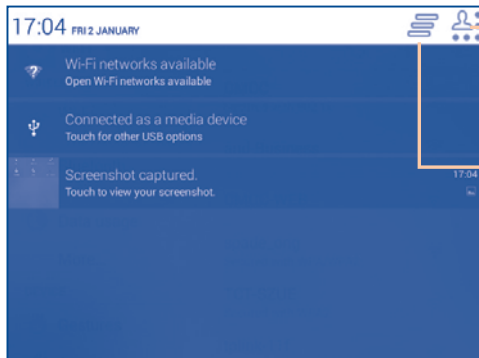 17:04 FRI 2 JANUARY
Wi-Fi networks available
Open Wi-Fi networks available
Connected as a media device
Touch for other USB options
Screenshot captured.
17:04
Touch to view your screenshot.